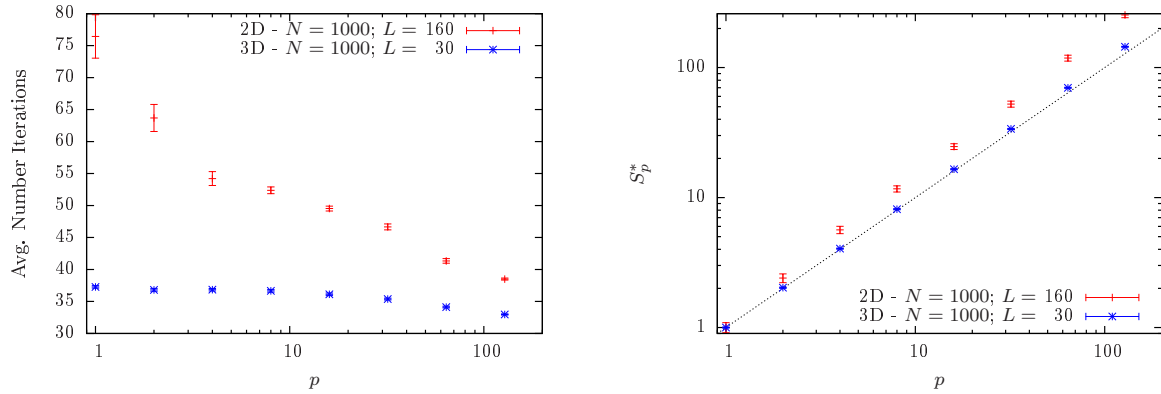 80
75
70
65
60
55
50
45
40
35
30
1
10
100
Avg. Number Iterations
p
2D - N = 1000; L = 160
3D - N = 1000; L = 30
100
10
1
1
10
100
S*p
p
2D - N = 1000; L = 160
3D - N = 1000; L = 30